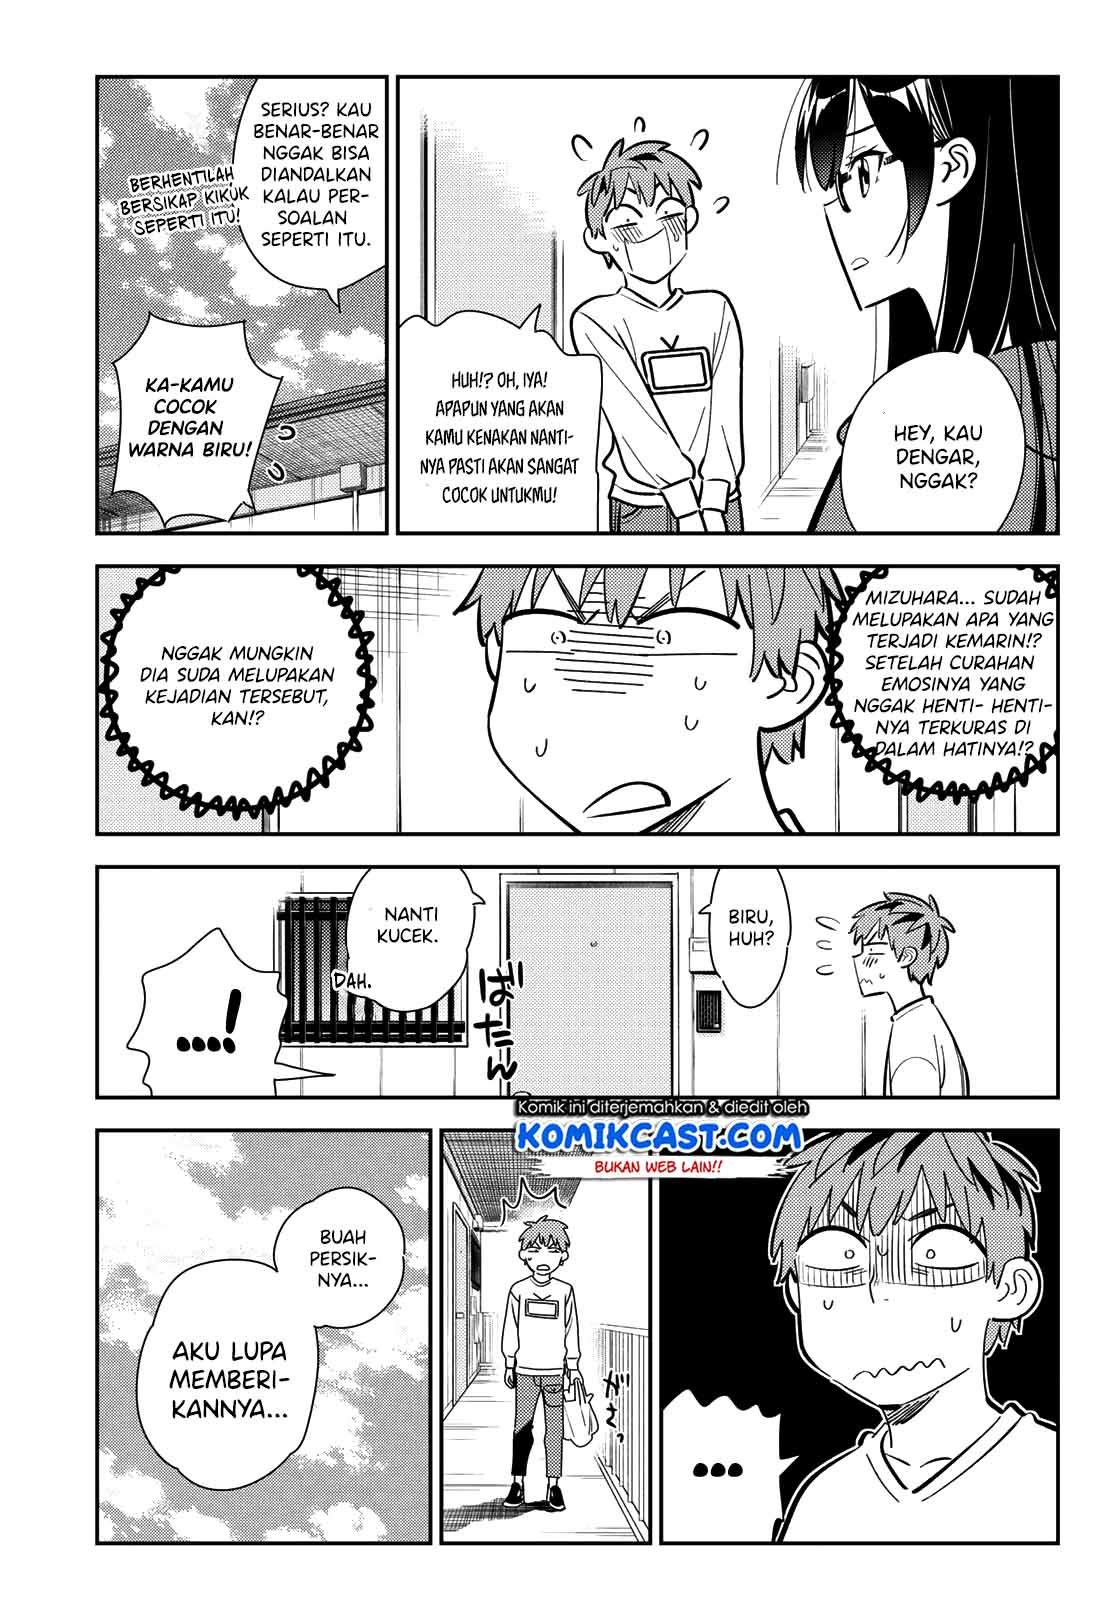 HEY, KAU
DENGAR,
NGGAK?
HUH!? OH, IYA!
APAPUN YANG AKAN
KAMU KENAKAN NANTI-
NYA PASTI AKAN SANGAT
COCOK UNTUKMU!
SERIUS? KAU
BENAR-BENAR
NGGAK BISA
DIANDALKAN
KALAU PER-
SOALAN
SEPERTI ITU.
BERHENTILAH
BERSIKAP KIKUK
SEPERTI ITU!
KA-KAMU
COCOK
DENGAN
WARNA BIRU!
MIZUHARA... SUDAH
MELUPAKAN APA YANG
TERJADI KEMARIN!?
SETELAH CURAHAN
EMOSINYA YANG
NGGAK HENTI- HENTI-
NYA TERKURAS DI
DALAM HATINYA!?
NGGAK MUNGKIN
DIA SUDA MELUPAKAN
KEJADIAN TERSEBUT,
KAN!?
BIRU,
HUH?
NANTI
KUCEK.
DAH.
ばたん
....!
Komik ini diterjemahkan & diedit oleh
KOMIKCAST.COM
BUKAN WEB LAIN!!
...
がさっ
BUAH
PERSIK-
NYA...
AKU LUPA
MEMBERI-
KANNYA...